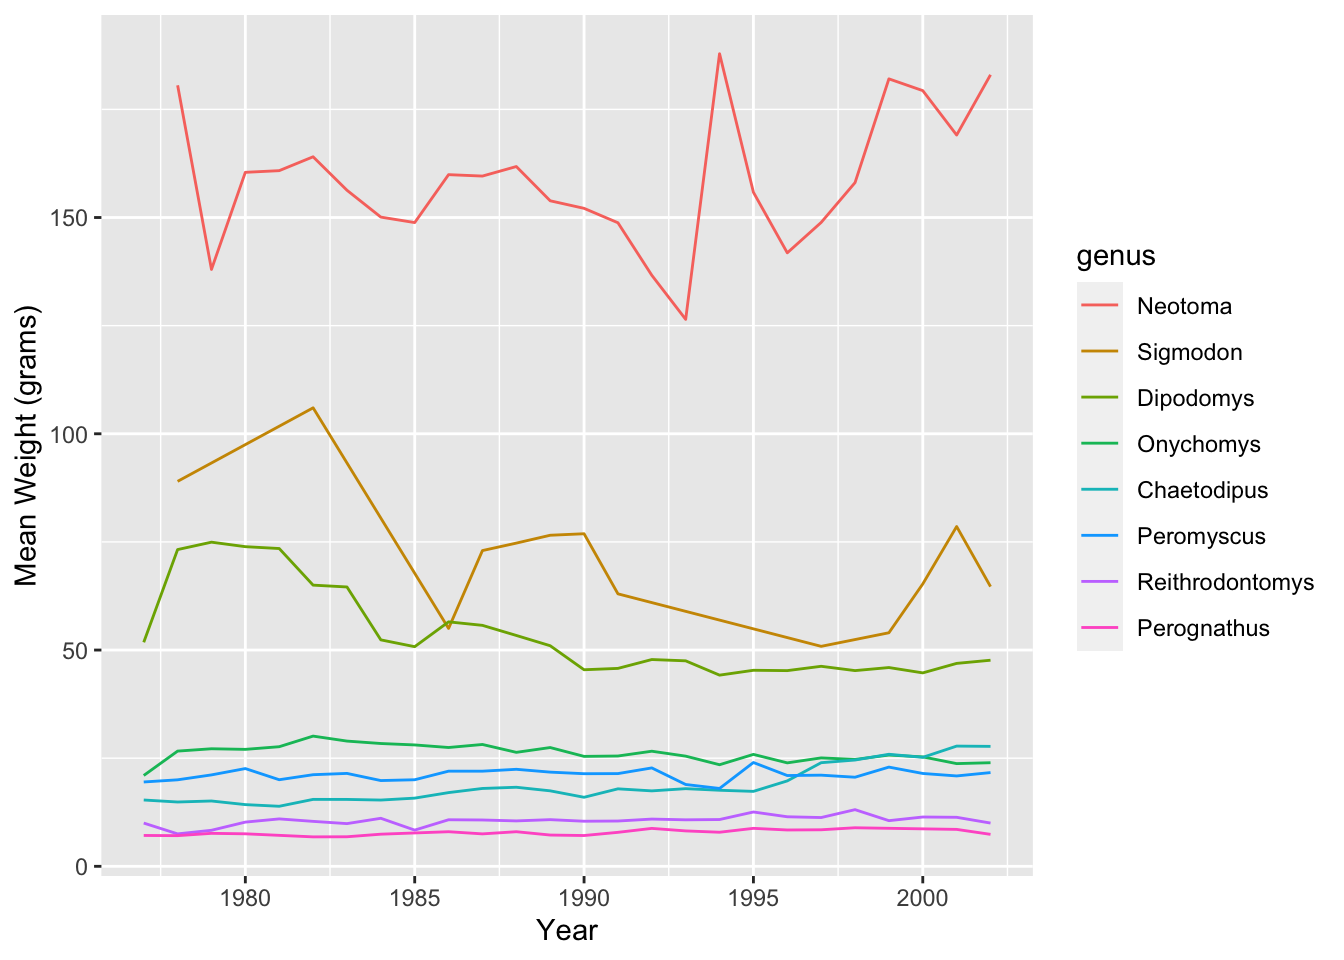 150
100
50
0
Mean Weight (grams)
1980 1985 1990 1995 2000
Year
genus
Neotoma
Sigmodon
Dipodomys
Onychomys
Chaetodipus
Peromyscus
Reithrodontomys
Perognathus